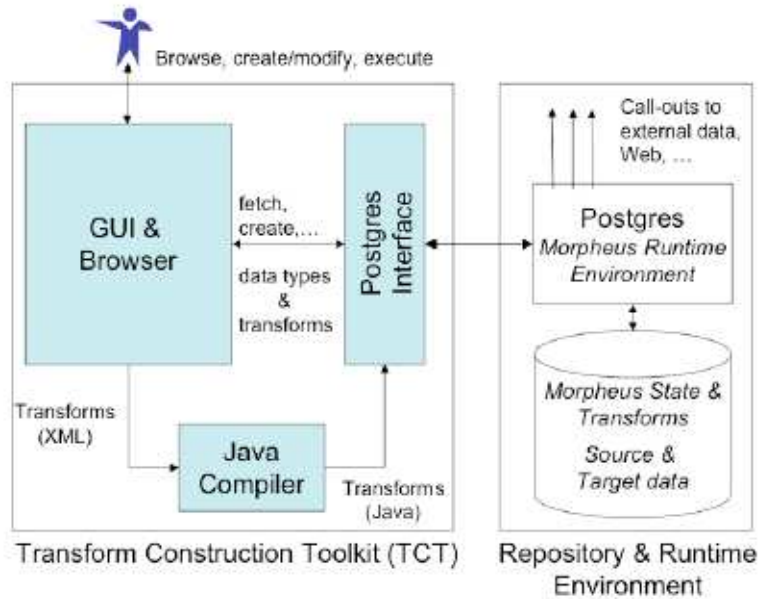 Browse, create/modify, execute
GUI &
Browser
fetch,
create,...
data types
&
transforms
Postgres
Interface
Transforms
(XML)
Java
Compiler
Transforms
(Java)
Transform Construction Toolkit (TCT)
Call-outs to
external data,
Web, ...
Postgres
Morpheus Runtime
Environment
Morpheus State &
Transforms
Source &
Target data
Repository & Runtime
Environment